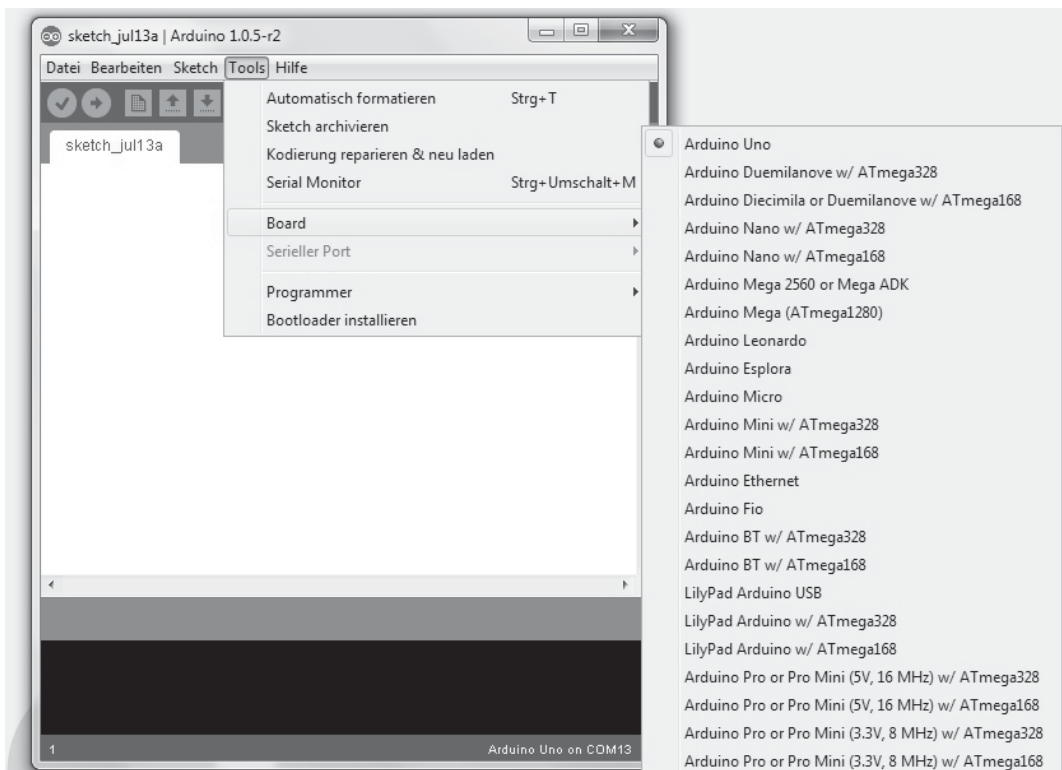 sketch_jul13a | Arduino 1.0.5-r2
Datei Bearbeiten Sketch Tools Hilfe
sketch_jul13a
Automatisch formatieren Strg+T
Sketch archivieren
Kodierung reparieren & neu laden
Serial Monitor Strg+Umschalt+M
Board
Serieller Port
Programmer
Bootloader installieren
Arduino Uno
Arduino Duemilanove w/ ATmega328
Arduino Diecimila or Duemilanove w/ ATmega168
Arduino Nano w/ ATmega328
Arduino Nano w/ ATmega168
Arduino Mega 2560 or Mega ADK
Arduino Mega (ATmega1280)
Arduino Leonardo
Arduino Esplora
Arduino Micro
Arduino Mini w/ ATmega328
Arduino Mini w/ ATmega168
Arduino Ethernet
Arduino Fio
Arduino BT w/ ATmega328
Arduino BT w/ ATmega168
LilyPad Arduino USB
LilyPad Arduino w/ ATmega328
LilyPad Arduino w/ ATmega168
Arduino Pro or Pro Mini (5V, 16 MHz) w/ ATmega328
Arduino Pro or Pro Mini (5V, 16 MHz) w/ ATmega168
Arduino Pro or Pro Mini (3.3V, 8 MHz) w/ ATmega328
Arduino Pro or Pro Mini (3.3V, 8 MHz) w/ ATmega168
1 Arduino Uno on COM13